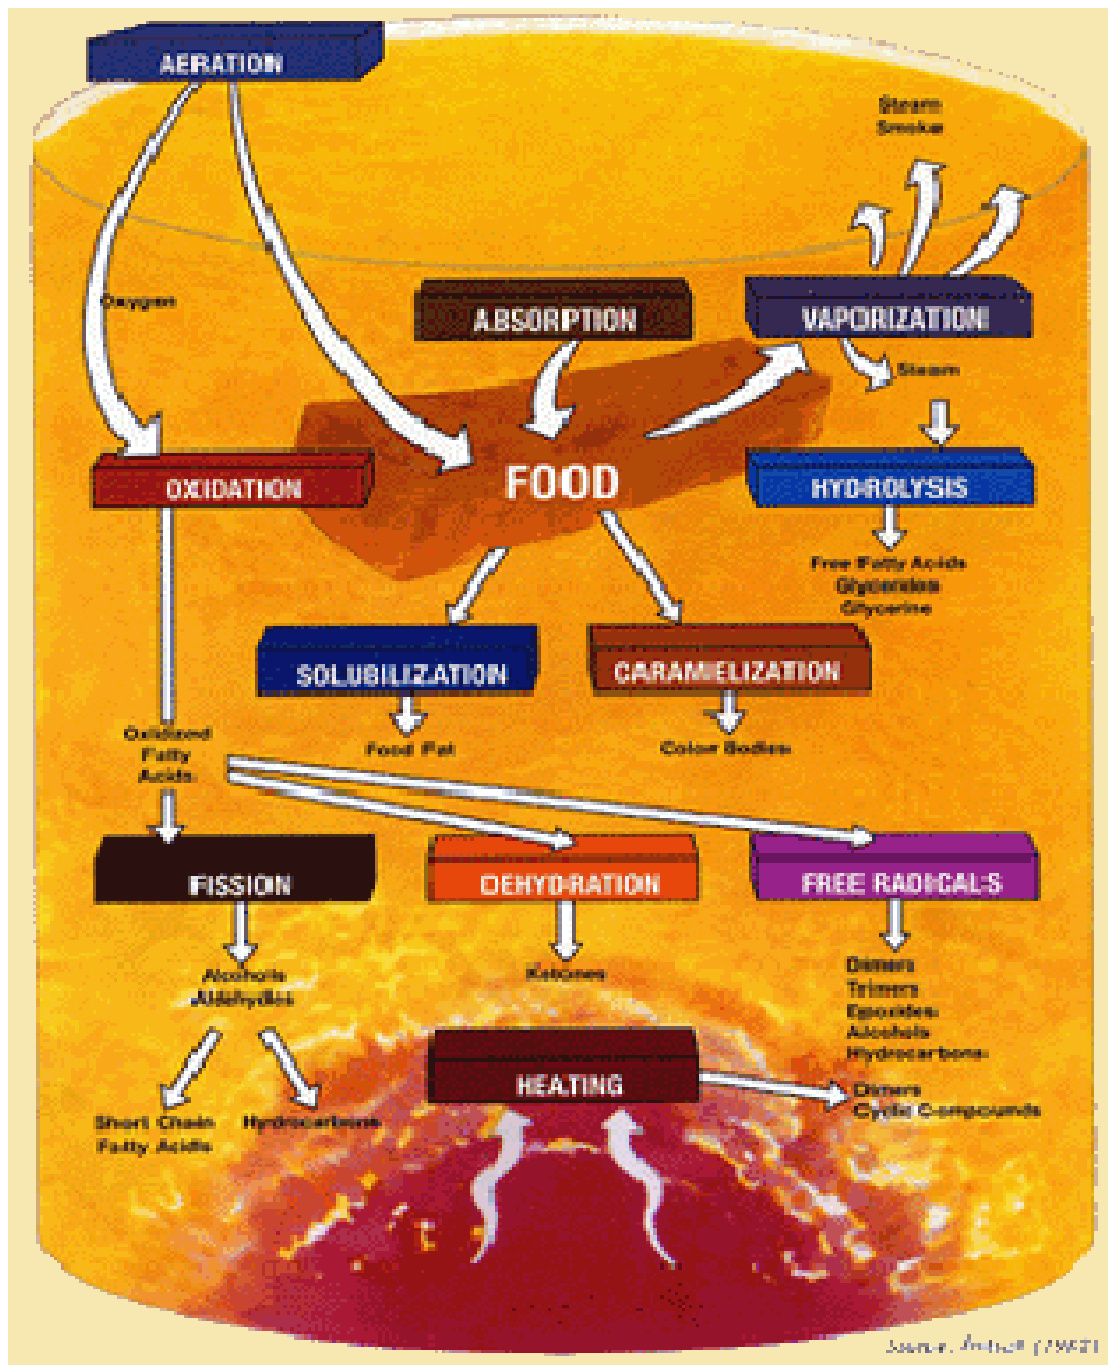 AERATION
Steam
Smoke
Oxygen
ABSORPTION
VAPORIZATION
Steam
OXIDATION
FOOD
HYDROLYSIS
Free Fatty Acids
Glycerides
Glycerine
SOLUBILIZATION
CARAMIELIZATION
Oxidized
Fatty
Acids
Food Fat
Color Bodies
FISSION
DEHYDRATION
FREE RADICALS
Alcohols
Aldehydes
Ketones
Dimers
Trimers
Epoxides
Alcohols
Hydrocarbons
HEATING
Dimers
Cyclic Compounds
Short Chain
Fatty Acids
Hydrocarbons
Source,